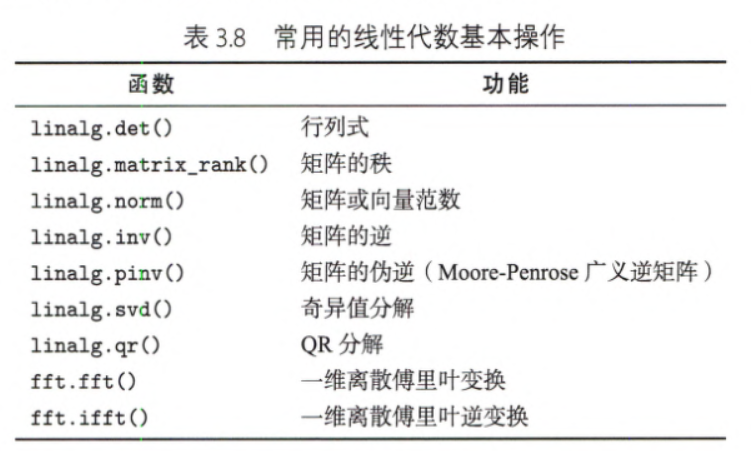 表 3.8 常用的线性代数基本操作
函数 功能
linalg.det() 行列式
linalg.matrix_rank() 矩阵的秩
linalg.norm() 矩阵或向量范数
linalg.inv() 矩阵的逆
linalg.pinv() 矩阵的伪逆（Moore-Penrose 广义逆矩阵）
linalg.svd() 奇异值分解
linalg.qr() QR 分解
fft.fft() 一维离散傅里叶变换
fft.ifft() 一维离散傅里叶逆变换